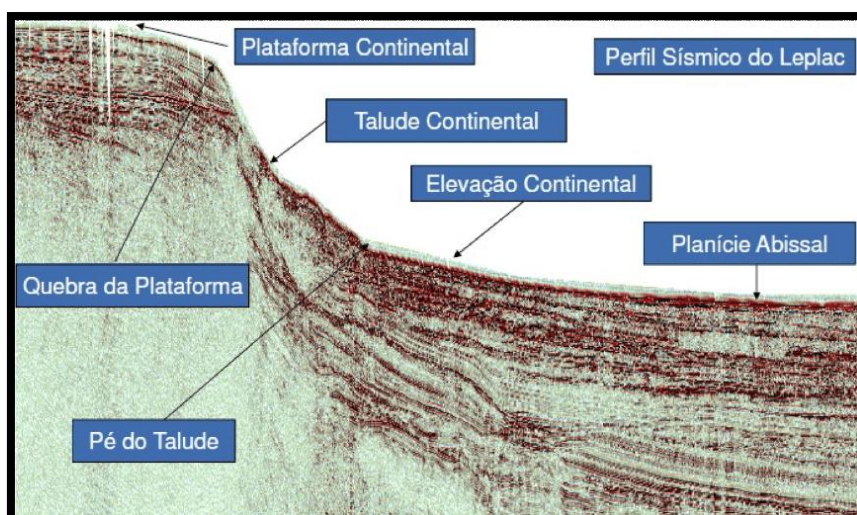 Plataforma Continental
Perfil Sísmico do Leplac
Talude Continental
Elevação Continental
Planície Abissal
Quebra da Plataforma
Pé do Talude